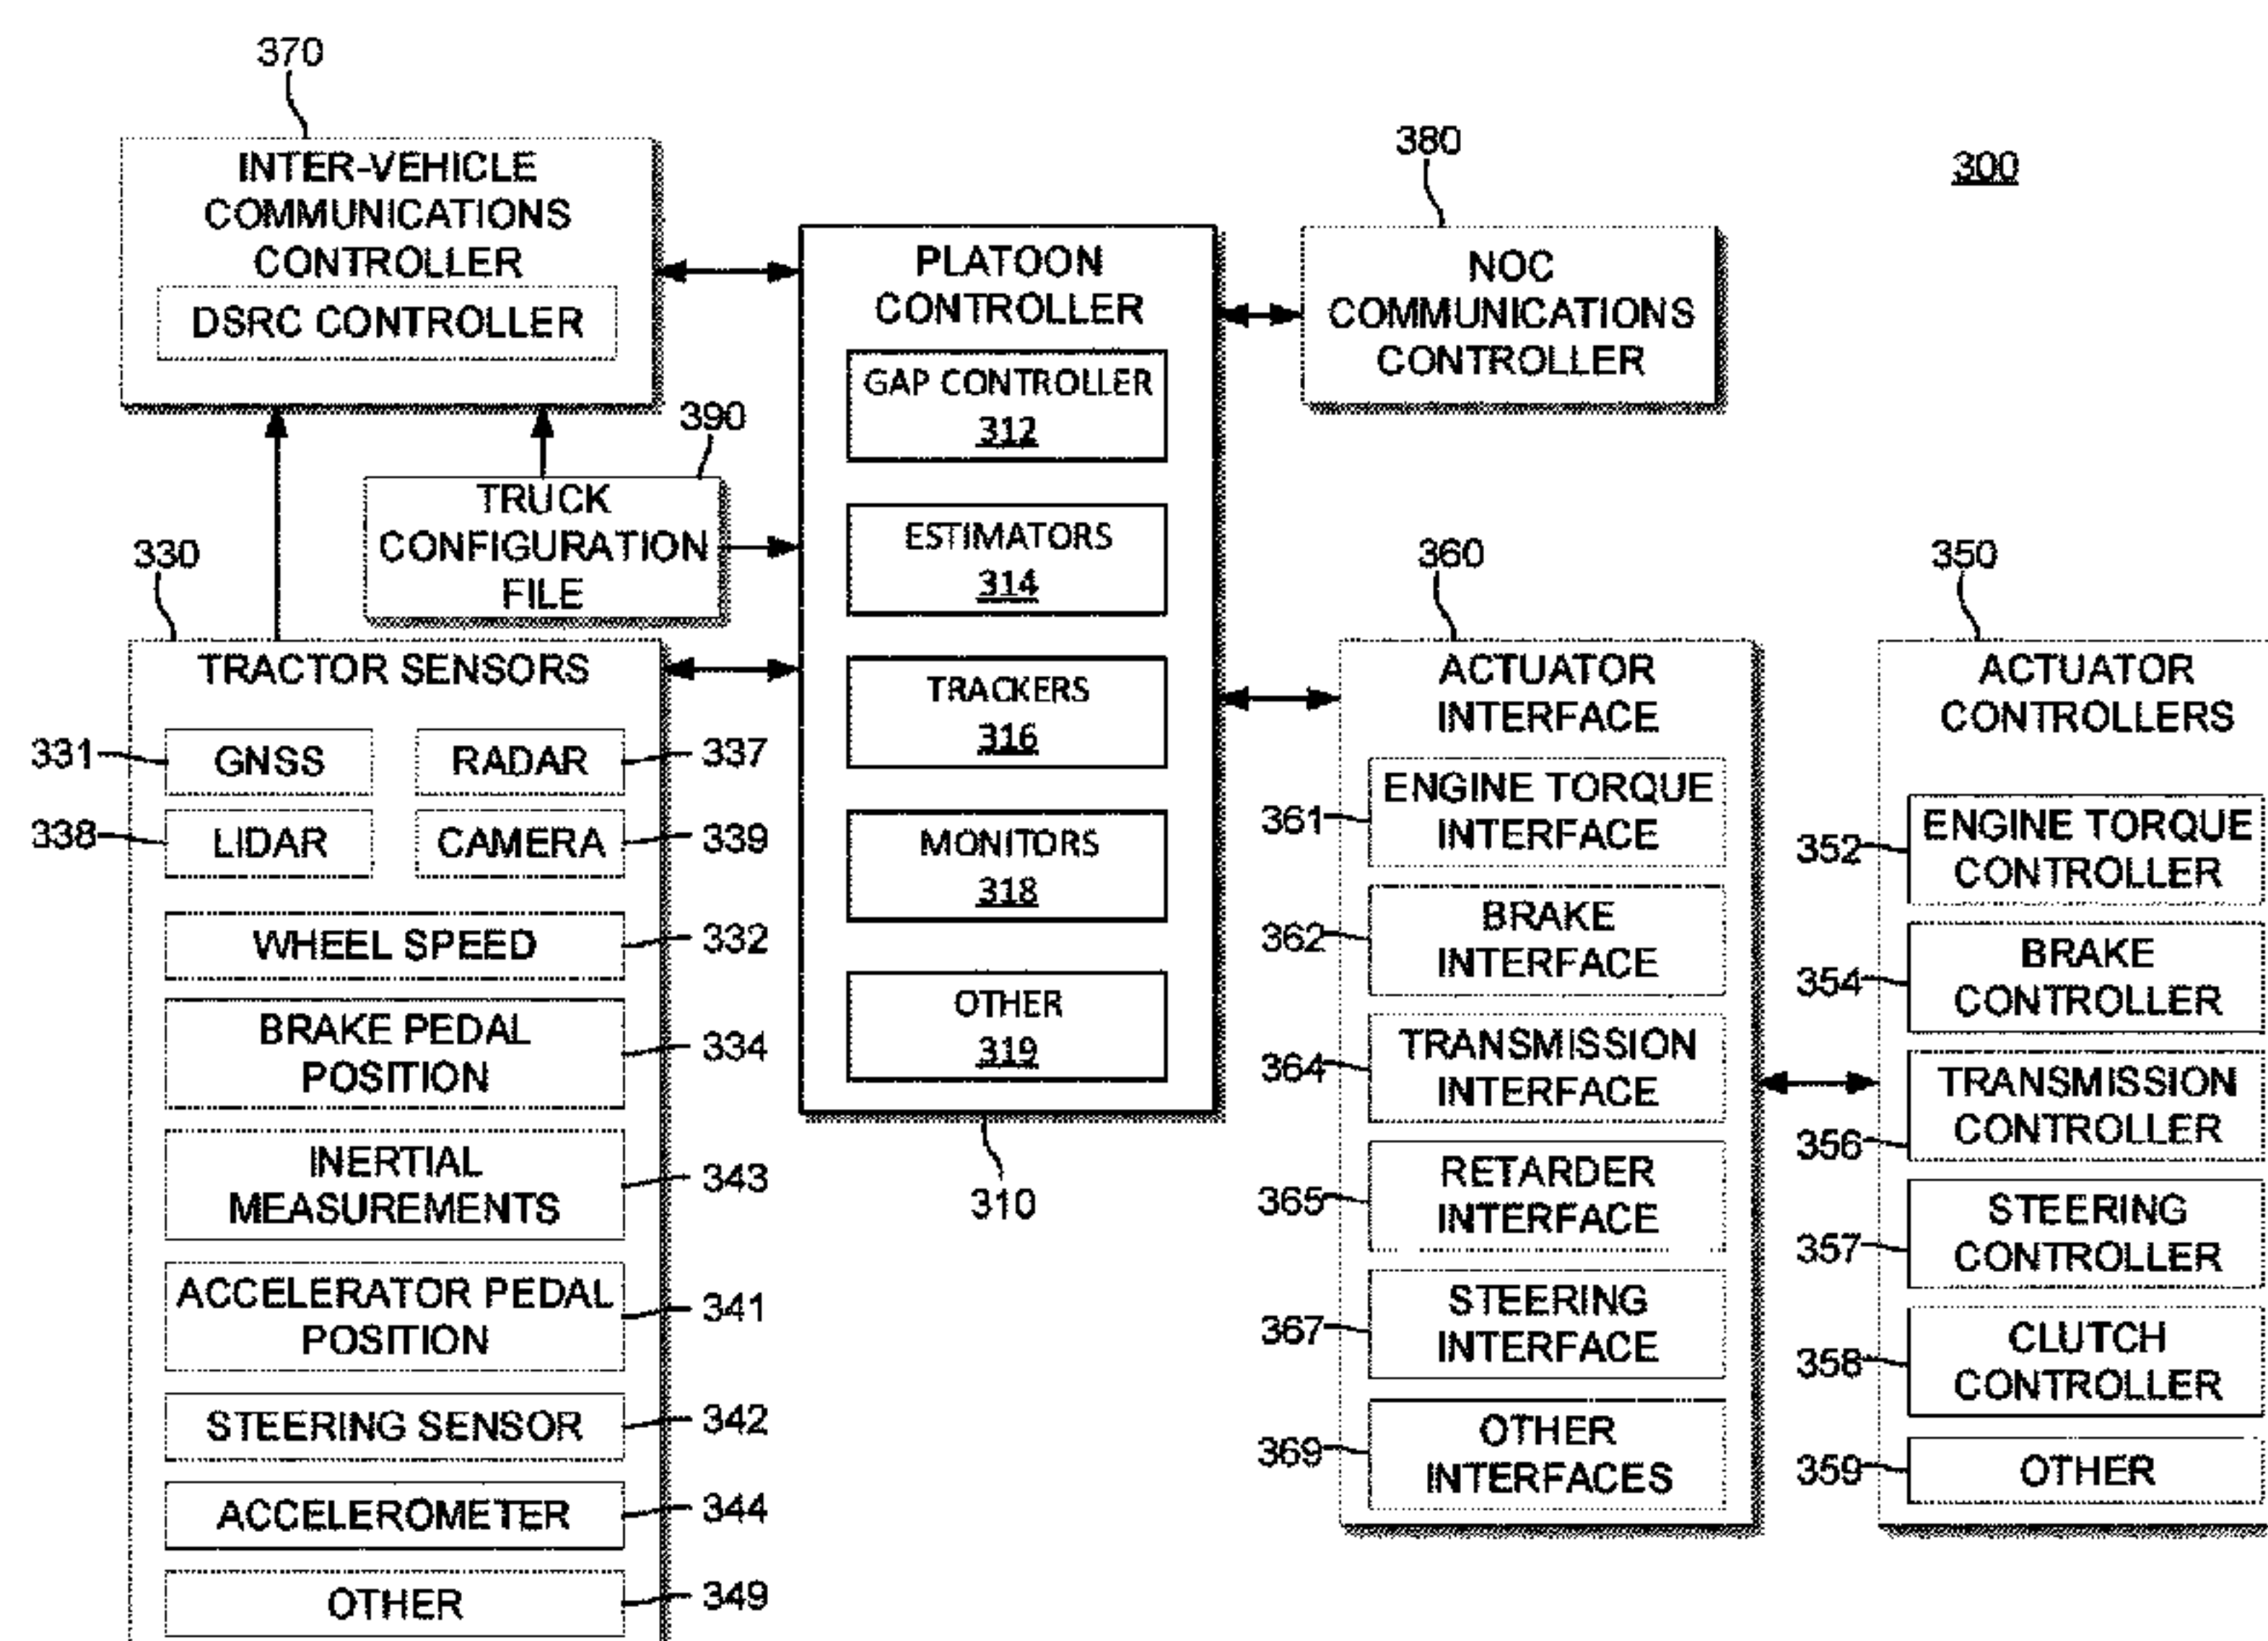 370
INTER-VEHICLE
COMMUNICATIONS
CONTROLLER
DSRC CONTROLLER
380
NOC
COMMUNICATIONS
CONTROLLER
300
390
TRUCK
CONFIGURATION
FILE
PLATOON
CONTROLLER
GAP CONTROLLER
312
ESTIMATORS
314
TRACKERS
316
MONITORS
318
OTHER
319
310
330
TRACTOR SENSORS
331
GNSS
RADAR
337
338
LIDAR
CAMERA
339
WHEEL SPEED
332
BRAKE PEDAL
POSITION
334
INERTIAL
MEASUREMENTS
343
ACCELERATOR PEDAL
POSITION
341
STEERING SENSOR
342
ACCELEROMETER
344
OTHER
349
360
ACTUATOR
INTERFACE
361
ENGINE TORQUE
INTERFACE
362
BRAKE
INTERFACE
364
TRANSMISSION
INTERFACE
365
RETARDER
INTERFACE
367
STEERING
INTERFACE
369
OTHER
INTERFACES
350
ACTUATOR
CONTROLLERS
352
ENGINE TORQUE
CONTROLLER
354
BRAKE
CONTROLLER
356
TRANSMISSION
CONTROLLER
357
STEERING
CONTROLLER
358
CLUTCH
CONTROLLER
359
OTHER